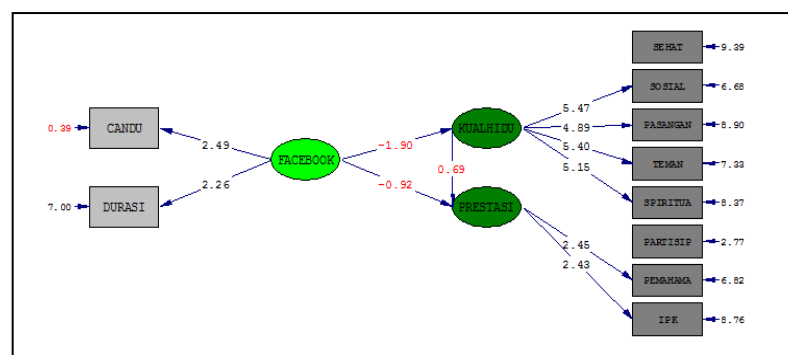 SEHAT 9.39
SOSIAL 6.68
5.47
0.39 CANDU 2.49 -1.90 KUALHIDU 4.89 PASANGAN 8.90
5.40
FACEBOOK 0.69 TEMAN 7.33
5.15
2.26 -0.92
7.00 DURASI PRESTASI SPIRITUA 8.37
2.45 PARTISIP 2.77
2.43
PEMAHAMA 6.82
IPK 8.76